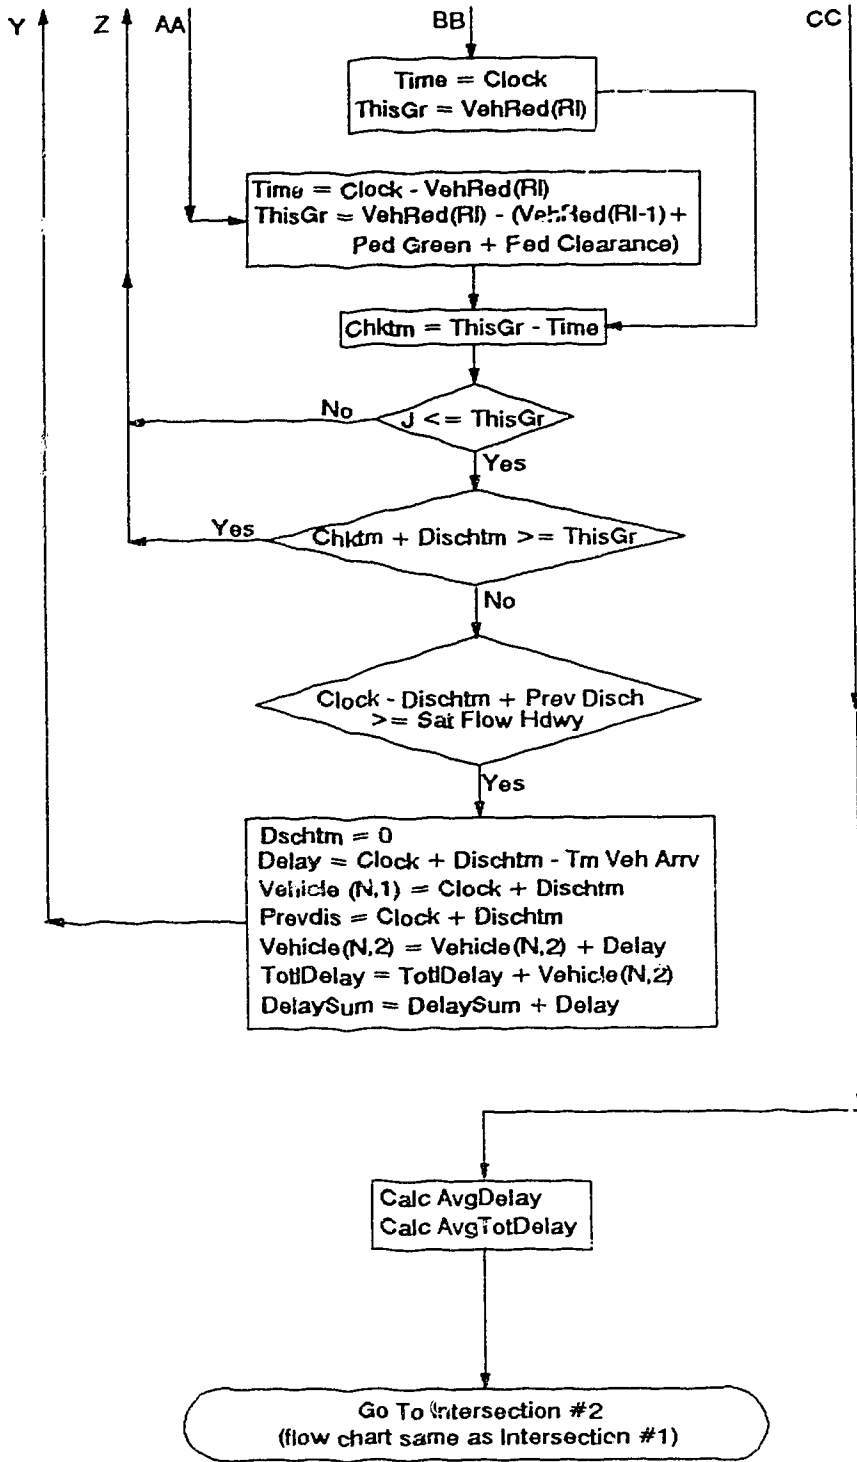 Y Z AA BB CC
Time = Clock
ThisGr = VehRed(RI)
Time = Clock - VehRed(RI)
ThisGr = VehRed(RI) - (VehRed(RI-1) +
Ped Green + Ped Clearance)
Chktm = ThisGr - Time
No
J <= ThisGr
Yes
Yes
Chktm + Dischtm >= ThisGr
No
Clock - Dischtm + Prev Disch
>= Sat Flow Hdwy
Yes
Dschtm = 0
Delay = Clock + Dischtm - Tm Veh Arrv
Vehicle (N,1) = Clock + Dischtm
Prevdis = Clock + Dischtm
Vehicle(N,2) = Vehicle(N,2) + Delay
TotlDelay = TotlDelay + Vehicle(N,2)
DelaySum = DelaySum + Delay
Calc AvgDelay
Calc AvgTotDelay
Go To Intersection #2
(flow chart same as Intersection #1)